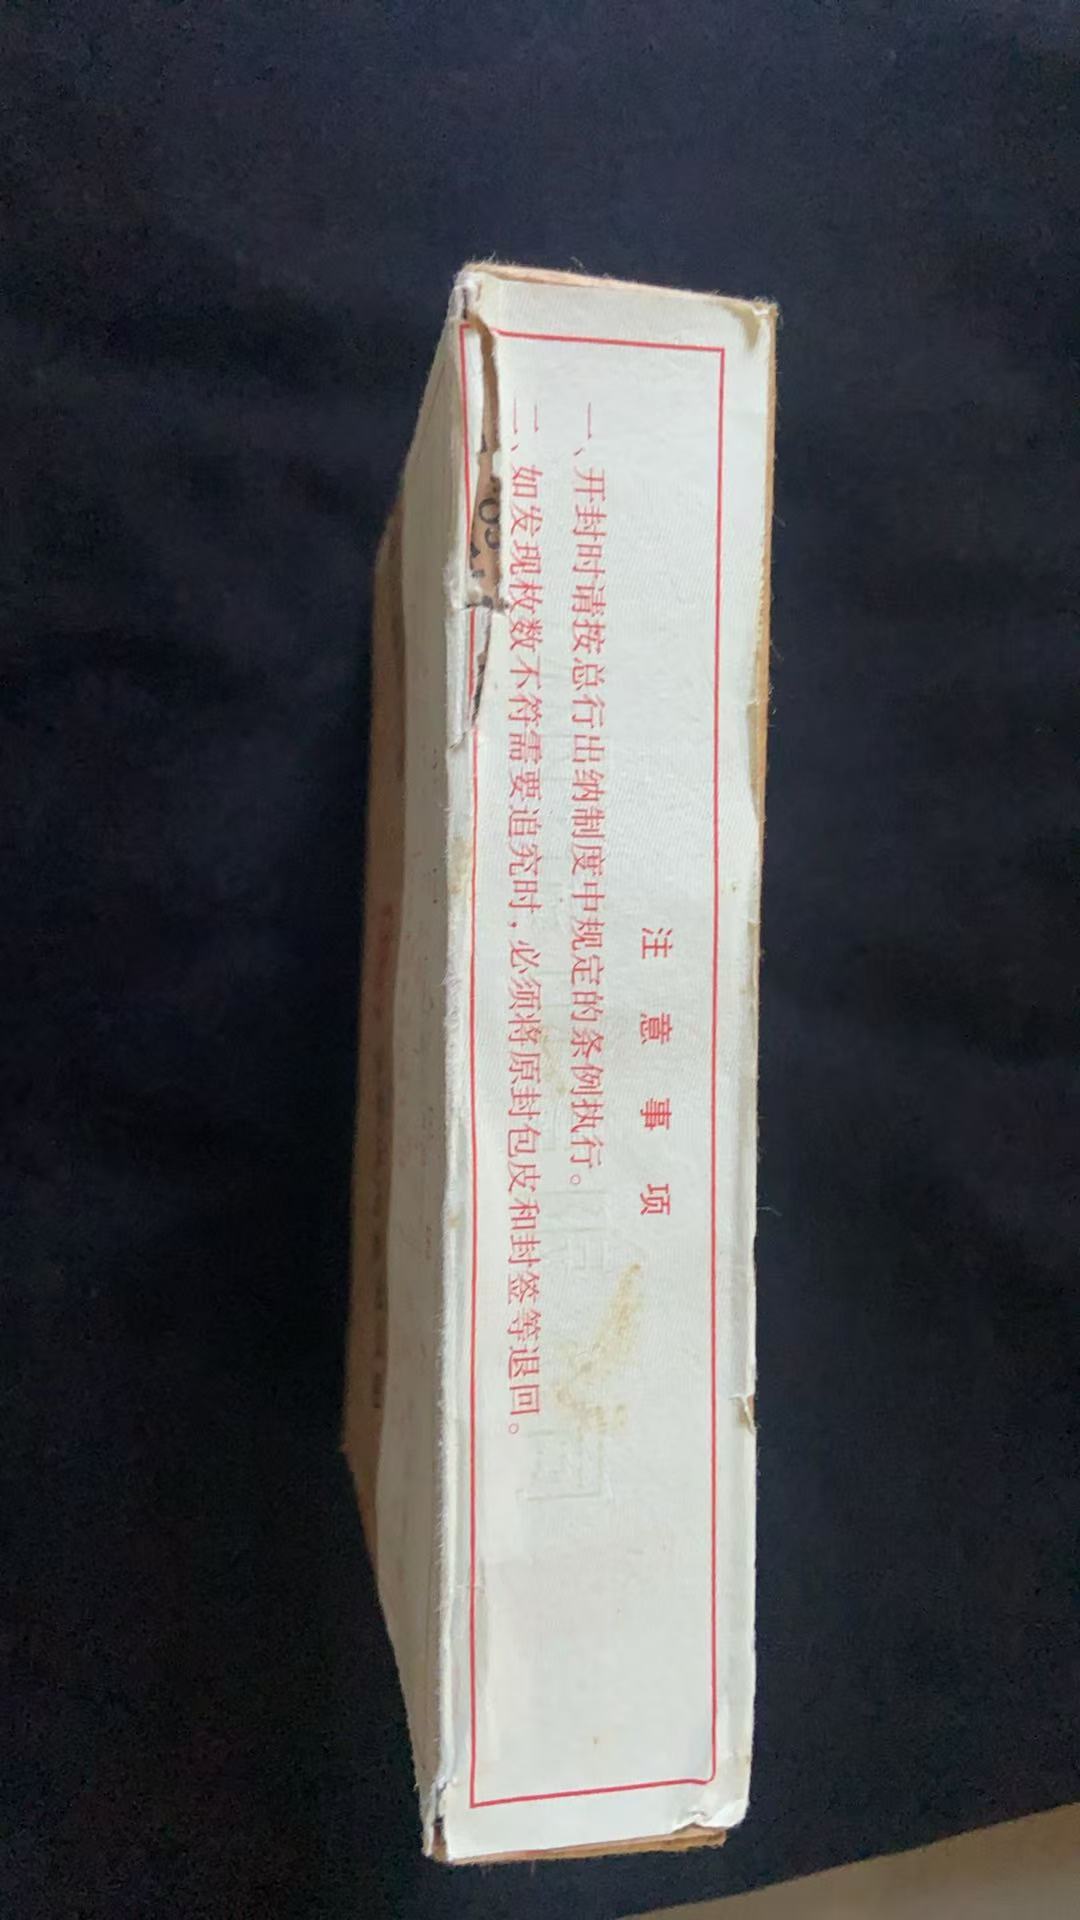 注意事项
一、开封时请按总行出纳制度中规定的条例执行。
二、如发现枚数不符需要追究时，必须将原封包皮和封签等退回。